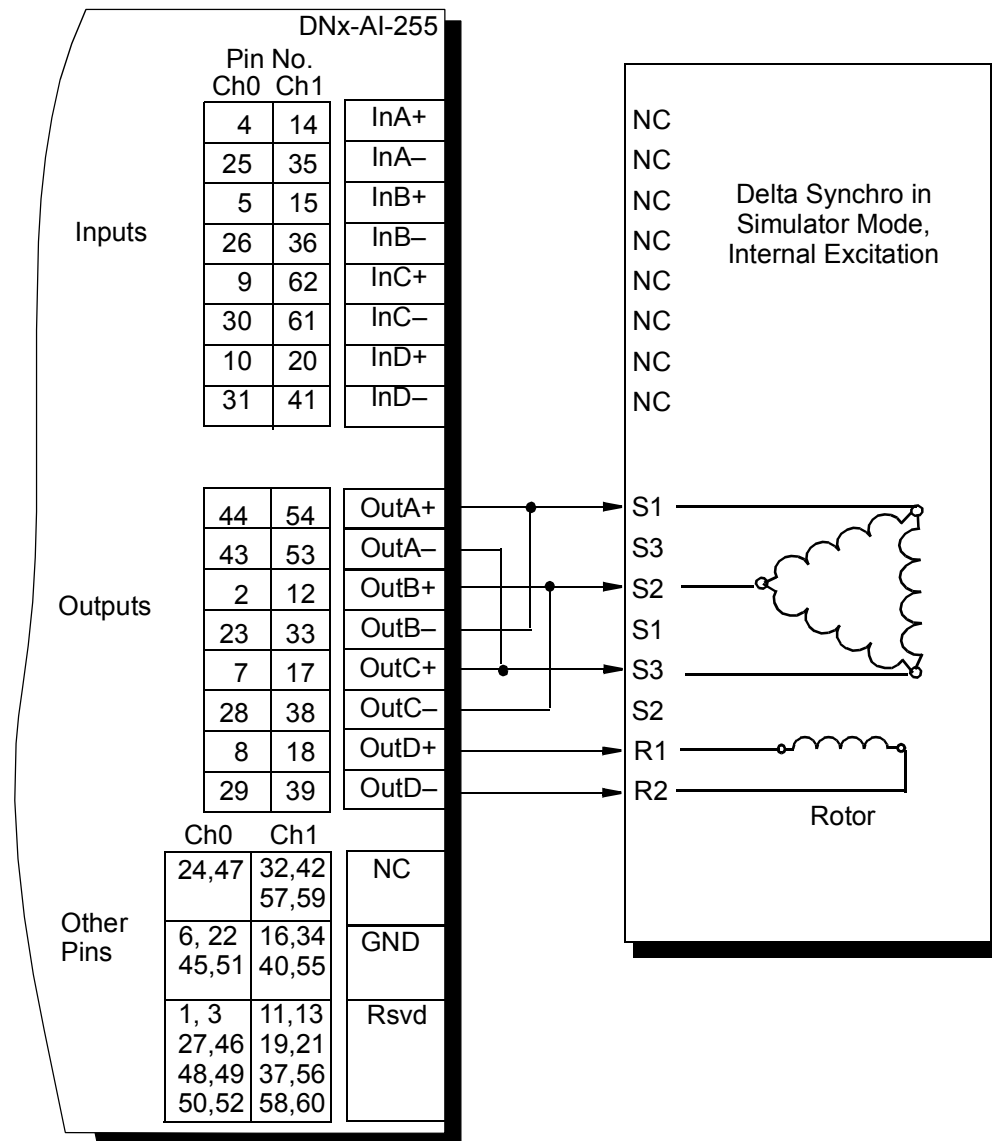 DNx-AI-255
Pin No.
Ch0 Ch1
Inputs
4 14 InA+
25 35 InA–
5 15 InB+
26 36 InB–
9 62 InC+
30 61 InC–
10 20 InD+
31 41 InD–
Outputs
44 54 OutA+
43 53 OutA–
2 12 OutB+
23 33 OutB–
7 17 OutC+
28 38 OutC–
8 18 OutD+
29 39 OutD–
Ch0 Ch1
Other
Pins
24,47 32,42 NC
57,59
6, 22 16,34 GND
45,51 40,55
1, 3 11,13 Rsvd
27,46 19,21
48,49 37,56
50,52 58,60
NC
NC
NC
NC
NC
NC
NC
NC
Delta Synchro in
Simulator Mode,
Internal Excitation
S1
S3
S2
S1
S3
S2
R1
R2
Rotor